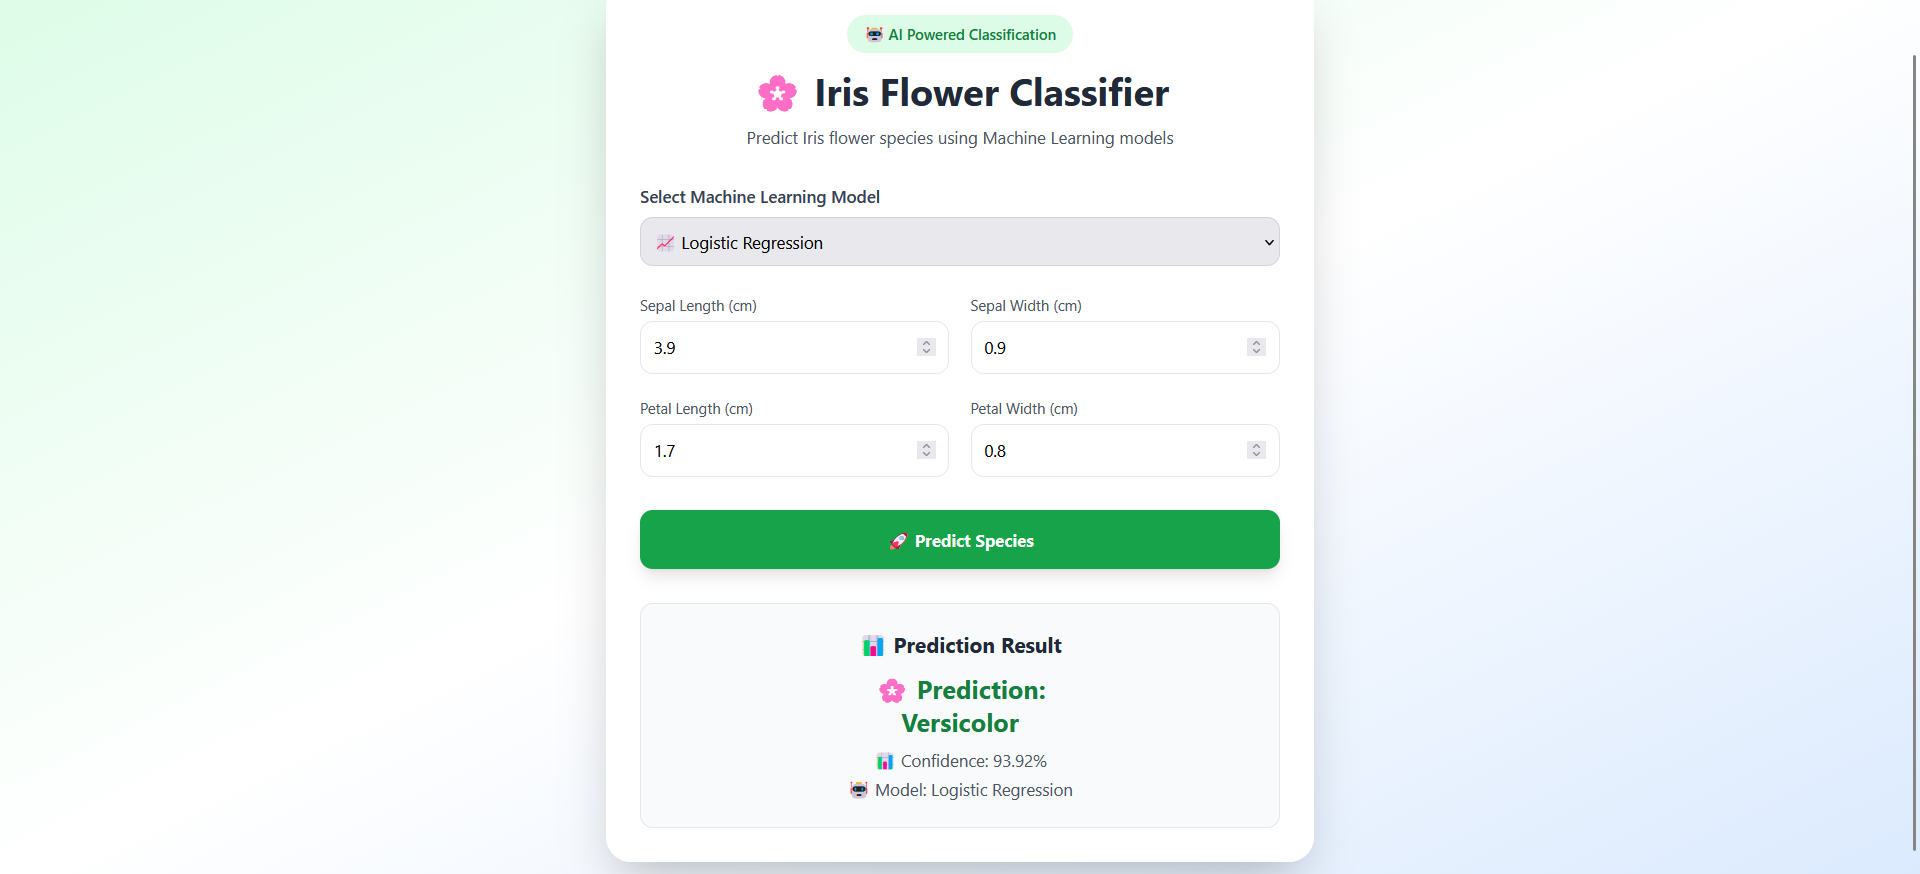 AI Powered Classification
Iris Flower Classifier
Predict Iris flower species using Machine Learning models
Select Machine Learning Model
Logistic Regression
Sepal Length (cm)
Sepal Width (cm)
3.9
0.9
Petal Length (cm)
Petal Width (cm)
1.7
0.8
Predict Species
Prediction Result
Prediction:
Versicolor
Confidence: 93.92%
Model: Logistic Regression